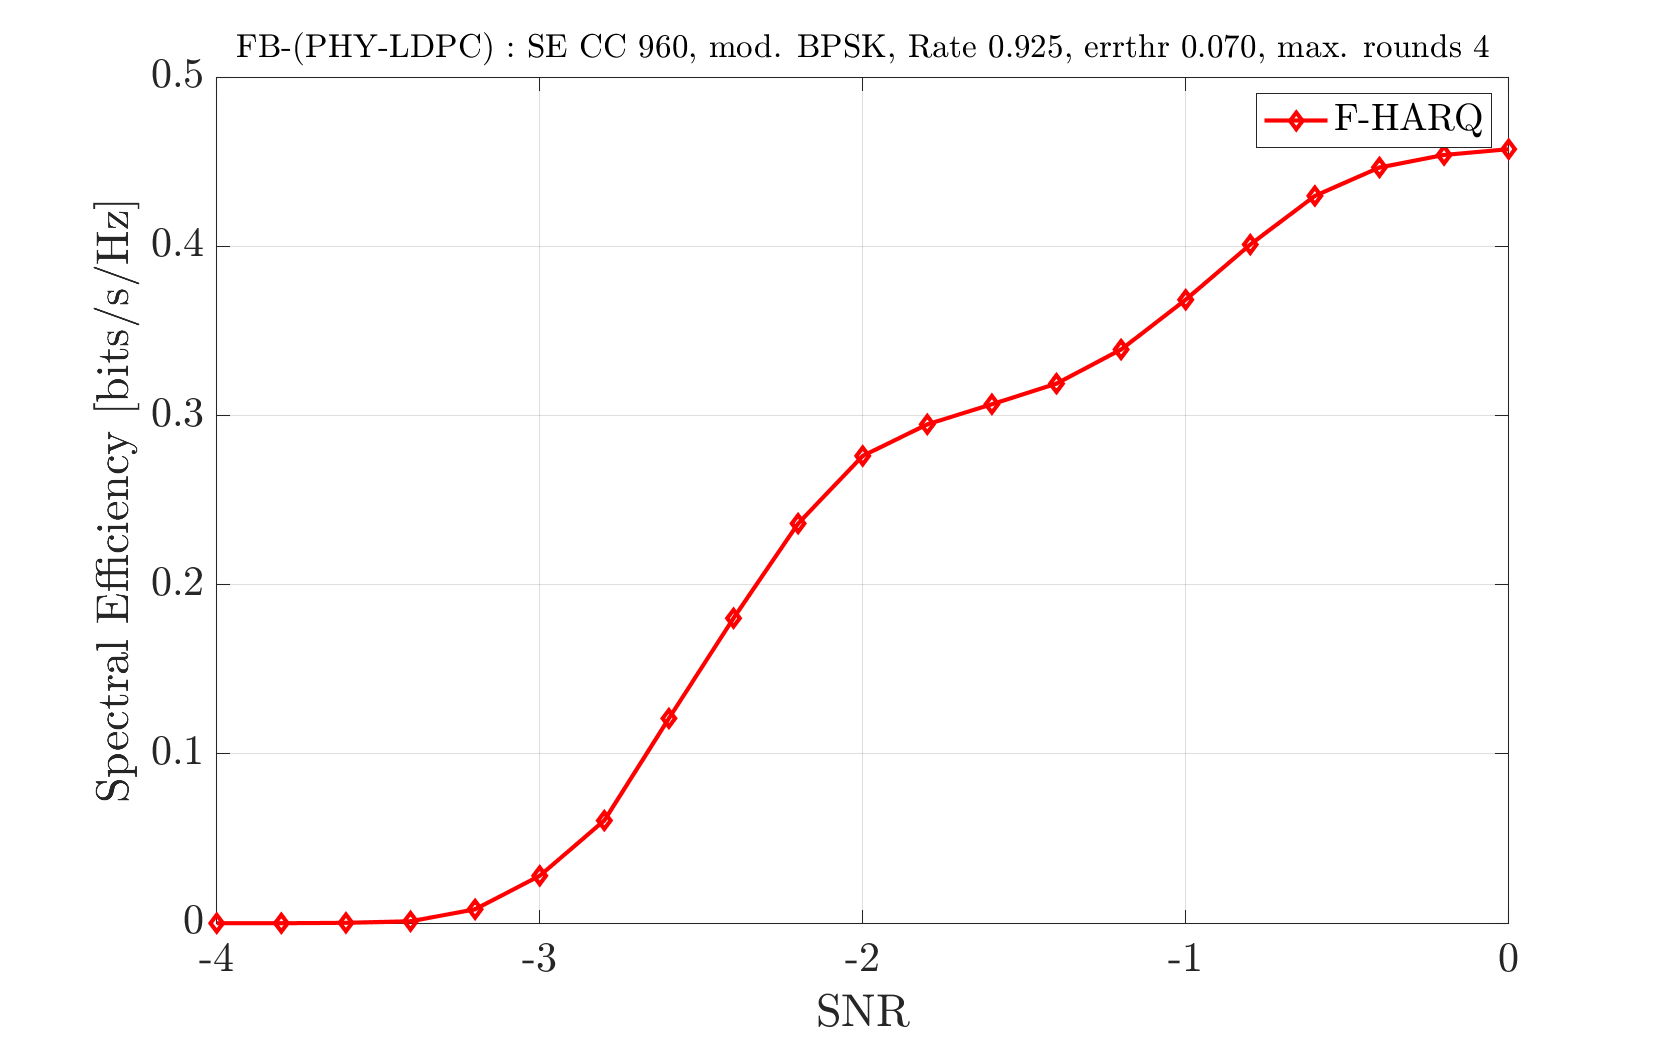 FB-(PHY-LDPC) : SE CC 960, mod. BPSK, Rate 0.925, errthr 0.070, max. rounds 4
F-HARQ
Spectral Efficiency [bits/s/Hz]
0.5
0.4
0.3
0.2
0.1
0
-4 -3 -2 -1 0
SNR